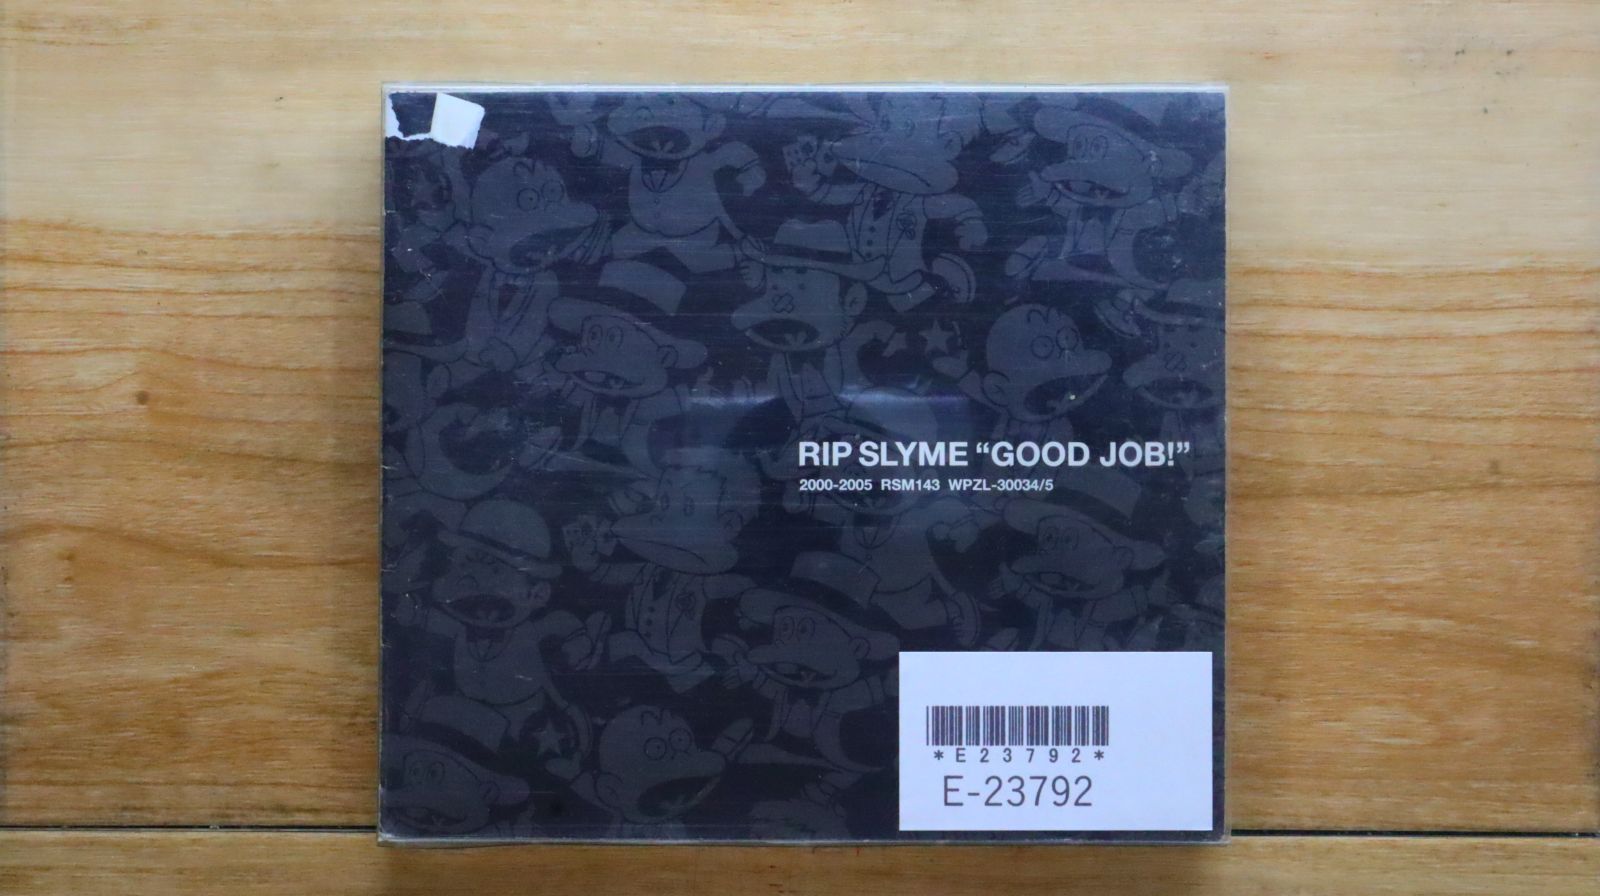 RIP SLYME “GOOD JOB!”
2000-2005 RSM143 WPZL-30034/5
*E23792*
E-23792